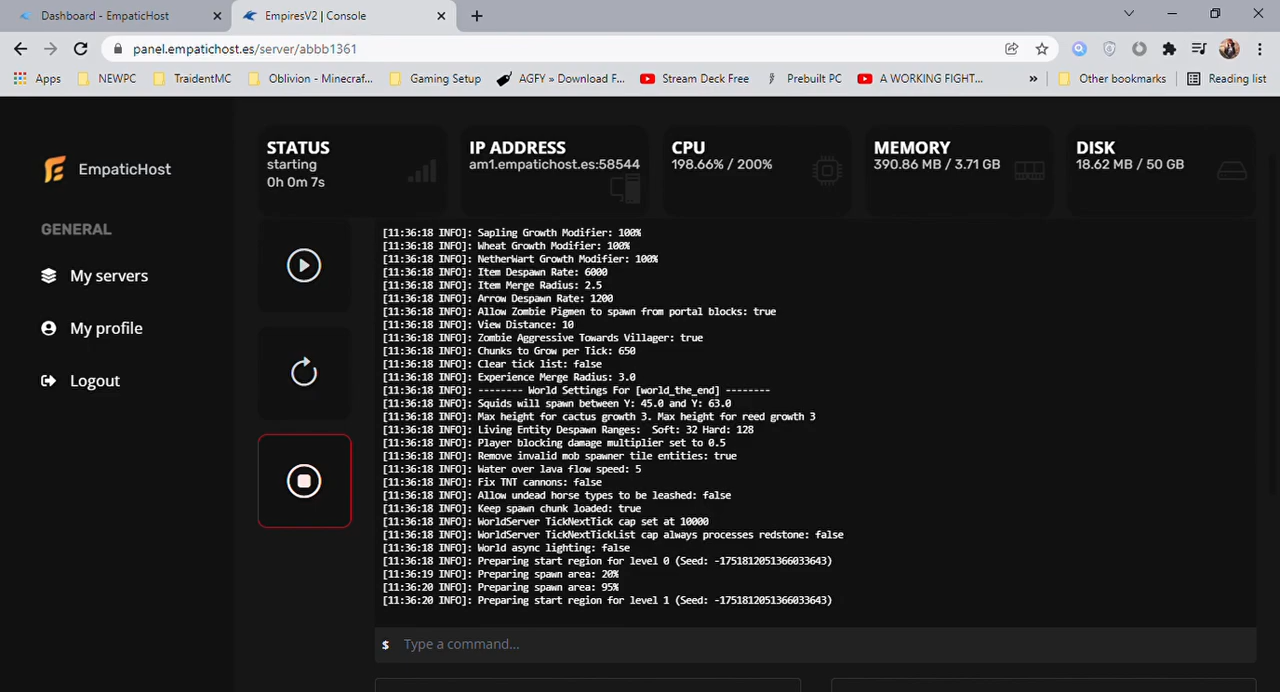 Dashboard - EmpaticHost
EmpiresV2 | Console
panel.empatichost.es/server/abbb1361
Apps NEWPC TraidentMC Oblivion - Minecraf... Gaming Setup AGFY » Download F... Stream Deck Free Prebuilt PC A WORKING FIGHT... » Other bookmarks Reading list
EmpaticHost
GENERAL
My servers
My profile
Logout
STATUS
starting
0h 0m 7s
IP ADDRESS
am1.empatichost.es:58544
CPU
198.66% / 200%
MEMORY
390.86 MB / 3.71 GB
DISK
18.62 MB / 50 GB
[11:36:18 INFO]: Sapling Growth Modifier: 100%
[11:36:18 INFO]: Wheat Growth Modifier: 100%
[11:36:18 INFO]: NetherWart Growth Modifier: 100%
[11:36:18 INFO]: Item Despawn Rate: 6000
[11:36:18 INFO]: Item Merge Radius: 2.5
[11:36:18 INFO]: Arrow Despawn Rate: 1200
[11:36:18 INFO]: Allow Zombie Pigmen to spawn from portal blocks: true
[11:36:18 INFO]: View Distance: 10
[11:36:18 INFO]: Zombie Aggressive Towards Villager: true
[11:36:18 INFO]: Chunks to Grow per Tick: 650
[11:36:18 INFO]: Clear tick list: false
[11:36:18 INFO]: Experience Merge Radius: 3.0
[11:36:18 INFO]: -------- World Settings For [world_the_end] --------
[11:36:18 INFO]: Squids will spawn between Y: 45.0 and Y: 63.0
[11:36:18 INFO]: Max height for cactus growth 3. Max height for reed growth 3
[11:36:18 INFO]: Living Entity Despawn Ranges:  Soft: 32 Hard: 128
[11:36:18 INFO]: Player blocking damage multiplier set to 0.5
[11:36:18 INFO]: Remove invalid mob spawner tile entities: true
[11:36:18 INFO]: Water over lava flow speed: 5
[11:36:18 INFO]: Fix TNT cannons: false
[11:36:18 INFO]: Allow undead horse types to be leashed: false
[11:36:18 INFO]: Keep spawn chunk loaded: true
[11:36:18 INFO]: WorldServer TickNextTick cap set at 10000
[11:36:18 INFO]: WorldServer TickNextTickList cap always processes redstone: false
[11:36:18 INFO]: World async lighting: false
[11:36:18 INFO]: Preparing start region for level 0 (Seed: -1751812051366033643)
[11:36:19 INFO]: Preparing spawn area: 20%
[11:36:20 INFO]: Preparing spawn area: 95%
[11:36:20 INFO]: Preparing start region for level 1 (Seed: -1751812051366033643)
$ Type a command...